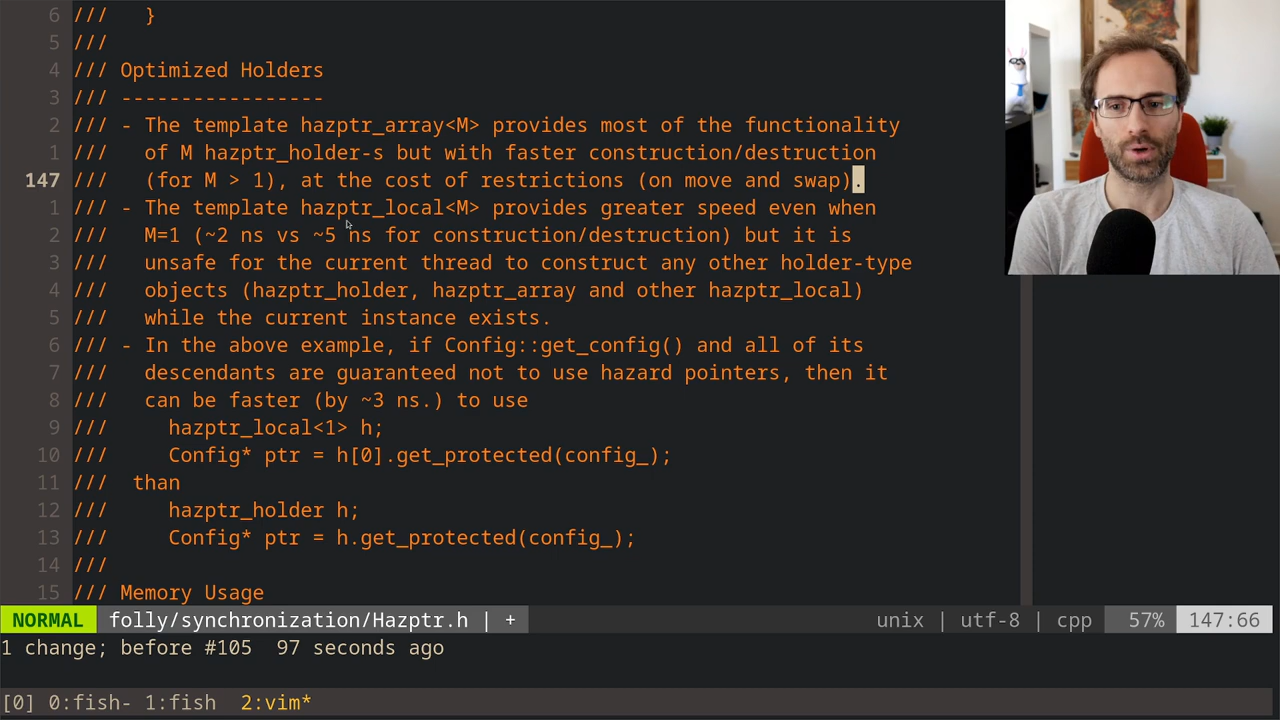 6 ///   }
5 ///
4 /// Optimized Holders
3 /// -----------------
2 /// - The template hazptr_array<M> provides most of the functionality
1 ///   of M hazptr_holder-s but with faster construction/destruction
147 ///   (for M > 1), at the cost of restrictions (on move and swap).
1 /// - The template hazptr_local<M> provides greater speed even when
2 ///   M=1 (~2 ns vs ~5 ns for construction/destruction) but it is
3 ///   unsafe for the current thread to construct any other holder-type
4 ///   objects (hazptr_holder, hazptr_array and other hazptr_local)
5 ///   while the current instance exists.
6 /// - In the above example, if Config::get_config() and all of its
7 ///   descendants are guaranteed not to use hazard pointers, then it
8 ///   can be faster (by ~3 ns.) to use
9 ///     hazptr_local<1> h;
10 ///     Config* ptr = h[0].get_protected(config_);
11 ///  than
12 ///     hazptr_holder h;
13 ///     Config* ptr = h.get_protected(config_);
14 ///
15 /// Memory Usage
NORMAL folly/synchronization/Hazptr.h | + unix | utf-8 | cpp 57% 147:66
1 change; before #105  97 seconds ago
[0] 0:fish- 1:fish  2:vim*